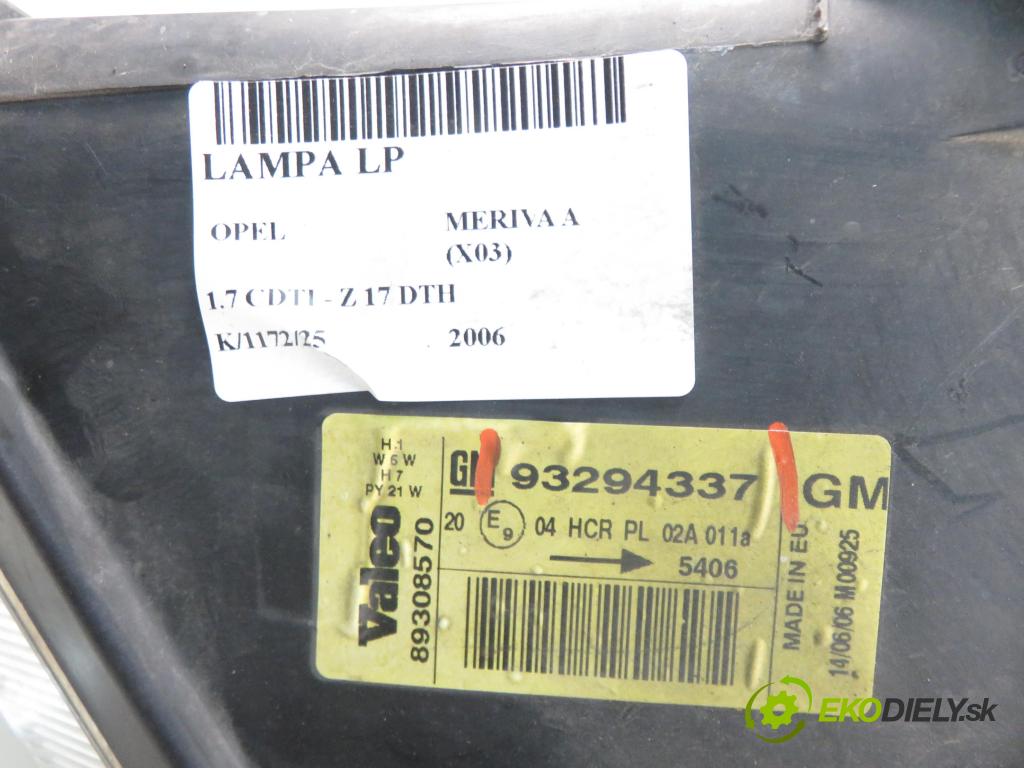 LAMPA LP
OPEL MERIVA A
(X03)
1.7 CDTI - Z 17 DTH
K/1172/25 2006
H 1
W 5 W
H 7
PY 21 W
Valeo
89308570
GM 93294337 GM
20 E9 04 HCR PL 02A 011a
5406
MADE IN EU
14/06/06 M00925
EKODIELY.sk